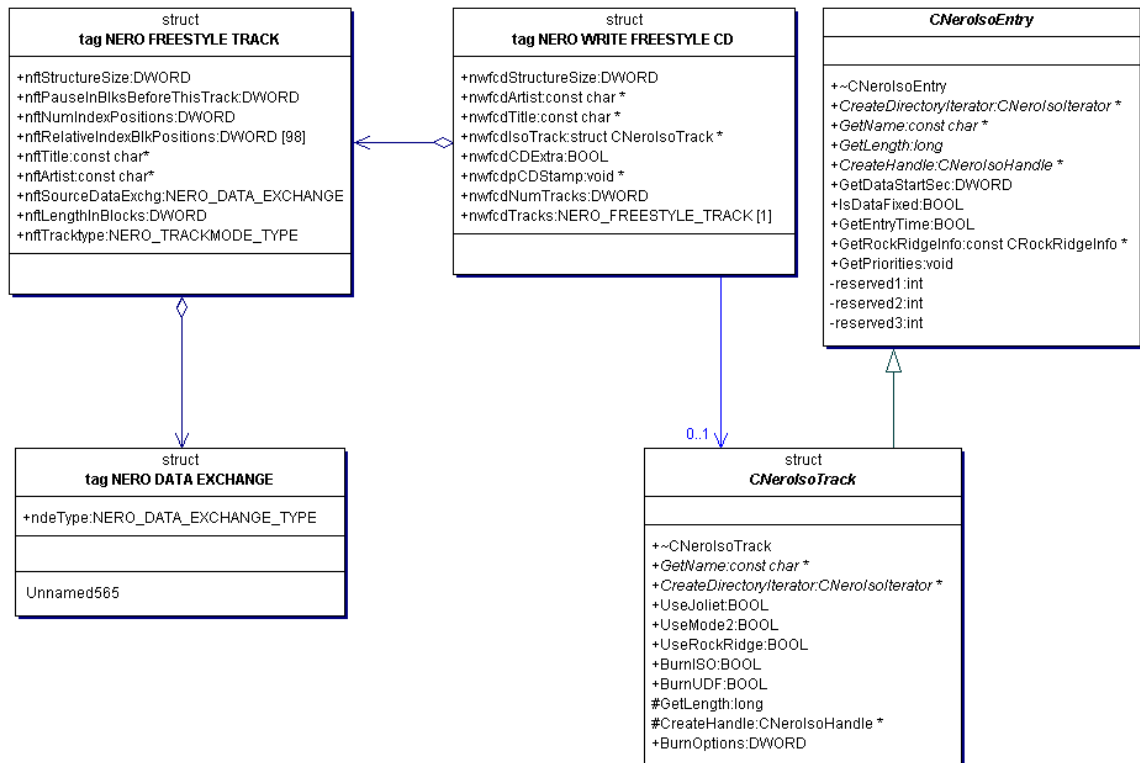 struct
tag NERO FREESTYLE TRACK
+nftStructureSize:DWORD
+nftPauseInBlksBeforeThisTrack:DWORD
+nftNumIndexPositions:DWORD
+nftRelativeIndexBlkPositions:DWORD [98]
+nftTitle:const char*
+nftArtist:const char*
+nftSourceDataExchg:NERO_DATA_EXCHANGE
+nftLengthInBlocks:DWORD
+nftTracktype:NERO_TRACKMODE_TYPE
struct
tag NERO WRITE FREESTYLE CD
+nwfcdStructureSize:DWORD
+nwfcdArtist:const char *
+nwfcdTitle:const char *
+nwfcdIsoTrack:struct CNeroIsoTrack *
+nwfcdCDExtra:BOOL
+nwfcdpCDStamp:void *
+nwfcdNumTracks:DWORD
+nwfcdTracks:NERO_FREESTYLE_TRACK [1]
CNeroIsoEntry
+~CNeroIsoEntry
+CreateDirectoryIterator:CNeroIsoIterator *
+GetName:const char *
+GetLength:long
+CreateHandle:CNeroIsoHandle *
+GetDataStartSec:DWORD
+IsDataFixed:BOOL
+GetEntryTime:BOOL
+GetRockRidgeInfo:const CRockRidgeInfo *
+GetPriorities:void
-reserved1:int
-reserved2:int
-reserved3:int
0..1
struct
tag NERO DATA EXCHANGE
+ndeType:NERO_DATA_EXCHANGE_TYPE
Unnamed565
struct
CNeroIsoTrack
+~CNeroIsoTrack
+GetName:const char *
+CreateDirectoryIterator:CNeroIsoIterator *
+UseJoliet:BOOL
+UseMode2:BOOL
+UseRockRidge:BOOL
+BurnISO:BOOL
+BurnUDF:BOOL
#GetLength:long
#CreateHandle:CNeroIsoHandle *
+BurnOptions:DWORD